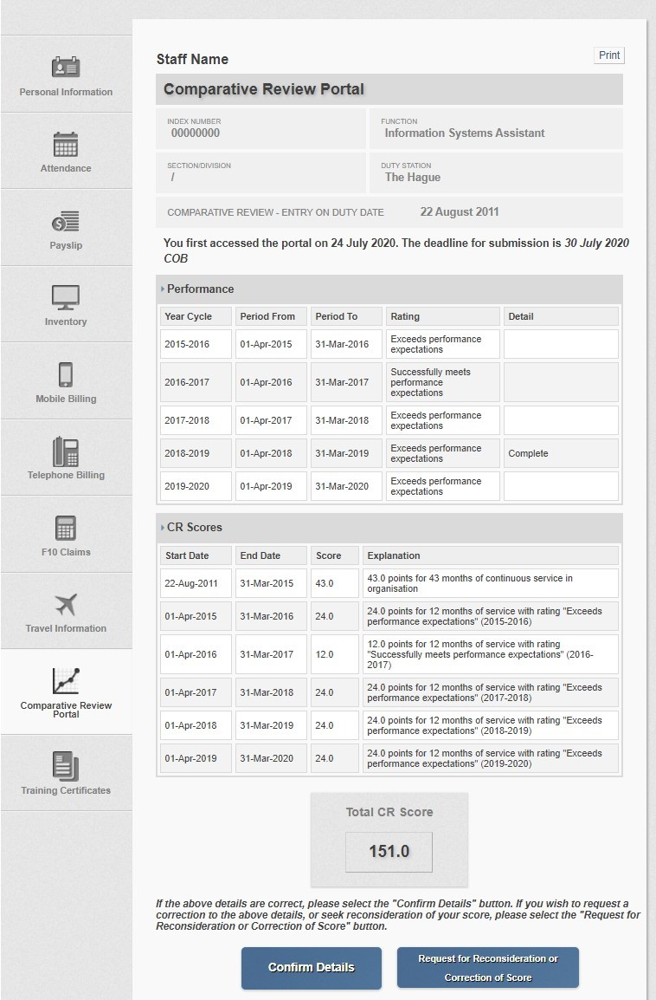 Personal Information
Attendance
Payslip
Inventory
Mobile Billing
Telephone Billing
F10 Claims
Travel Information
Comparative Review
Portal
Training Certificates
Staff Name
Print
Comparative Review Portal
INDEX NUMBER
00000000
FUNCTION
Information Systems Assistant
SECTION/DIVISION
/
DUTY STATION
The Hague
COMPARATIVE REVIEW - ENTRY ON DUTY DATE 22 August 2011
You first accessed the portal on 24 July 2020. The deadline for submission is 30 July 2020
COB
Performance
Year Cycle Period From Period To Rating Detail
2015-2016 01-Apr-2015 31-Mar-2016 Exceeds performance
expectations
2016-2017 01-Apr-2016 31-Mar-2017 Successfully meets
performance
expectations
2017-2018 01-Apr-2017 31-Mar-2018 Exceeds performance
expectations
2018-2019 01-Apr-2018 31-Mar-2019 Exceeds performance
expectations Complete
2019-2020 01-Apr-2019 31-Mar-2020 Exceeds performance
expectations
CR Scores
Start Date End Date Score Explanation
22-Aug-2011 31-Mar-2015 43.0 43.0 points for 43 months of continuous service in
organisation
01-Apr-2015 31-Mar-2016 24.0 24.0 points for 12 months of service with rating "Exceeds
performance expectations" (2015-2016)
01-Apr-2016 31-Mar-2017 12.0 12.0 points for 12 months of service with rating
"Successfully meets performance expectations" (2016-
2017)
01-Apr-2017 31-Mar-2018 24.0 24.0 points for 12 months of service with rating "Exceeds
performance expectations" (2017-2018)
01-Apr-2018 31-Mar-2019 24.0 24.0 points for 12 months of service with rating "Exceeds
performance expectations" (2018-2019)
01-Apr-2019 31-Mar-2020 24.0 24.0 points for 12 months of service with rating "Exceeds
performance expectations" (2019-2020)
Total CR Score
151.0
If the above details are correct, please select the "Confirm Details" button. If you wish to request a
correction to the above details, or seek reconsideration of your score, please select the "Request for
Reconsideration or Correction of Score" button.
Confirm Details
Request for Reconsideration or
Correction of Score